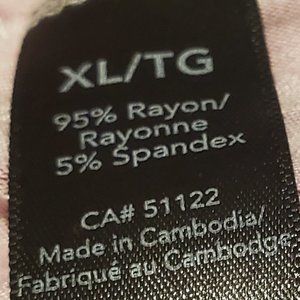 XL/TG
95% Rayon/
Rayonne
5% Spandex
CA# 51122
Made in Cambodia/
Fabriqué au Cambodge